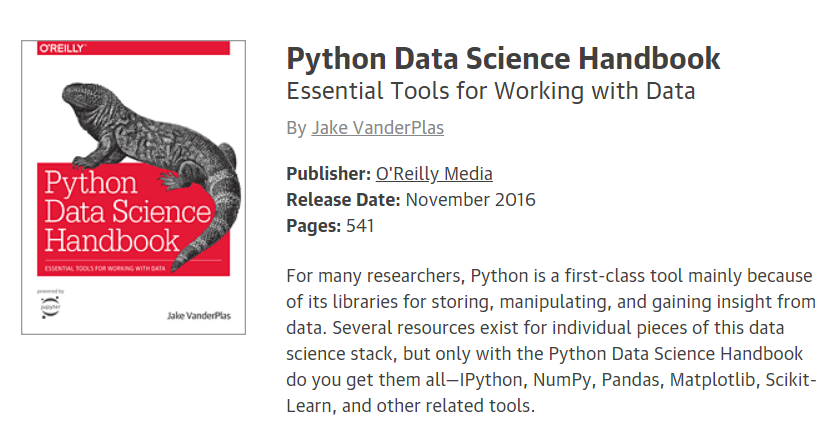 O'REILLY
Python
Data Science
Handbook
ESSENTIAL TOOLS FOR WORKING WITH DATA
powered by
jupyter
Jake VanderPlas
Python Data Science Handbook
Essential Tools for Working with Data
By Jake VanderPlas
Publisher: O'Reilly Media
Release Date: November 2016
Pages: 541
For many researchers, Python is a first-class tool mainly because
of its libraries for storing, manipulating, and gaining insight from
data. Several resources exist for individual pieces of this data
science stack, but only with the Python Data Science Handbook
do you get them all—IPython, NumPy, Pandas, Matplotlib, Scikit-
Learn, and other related tools.